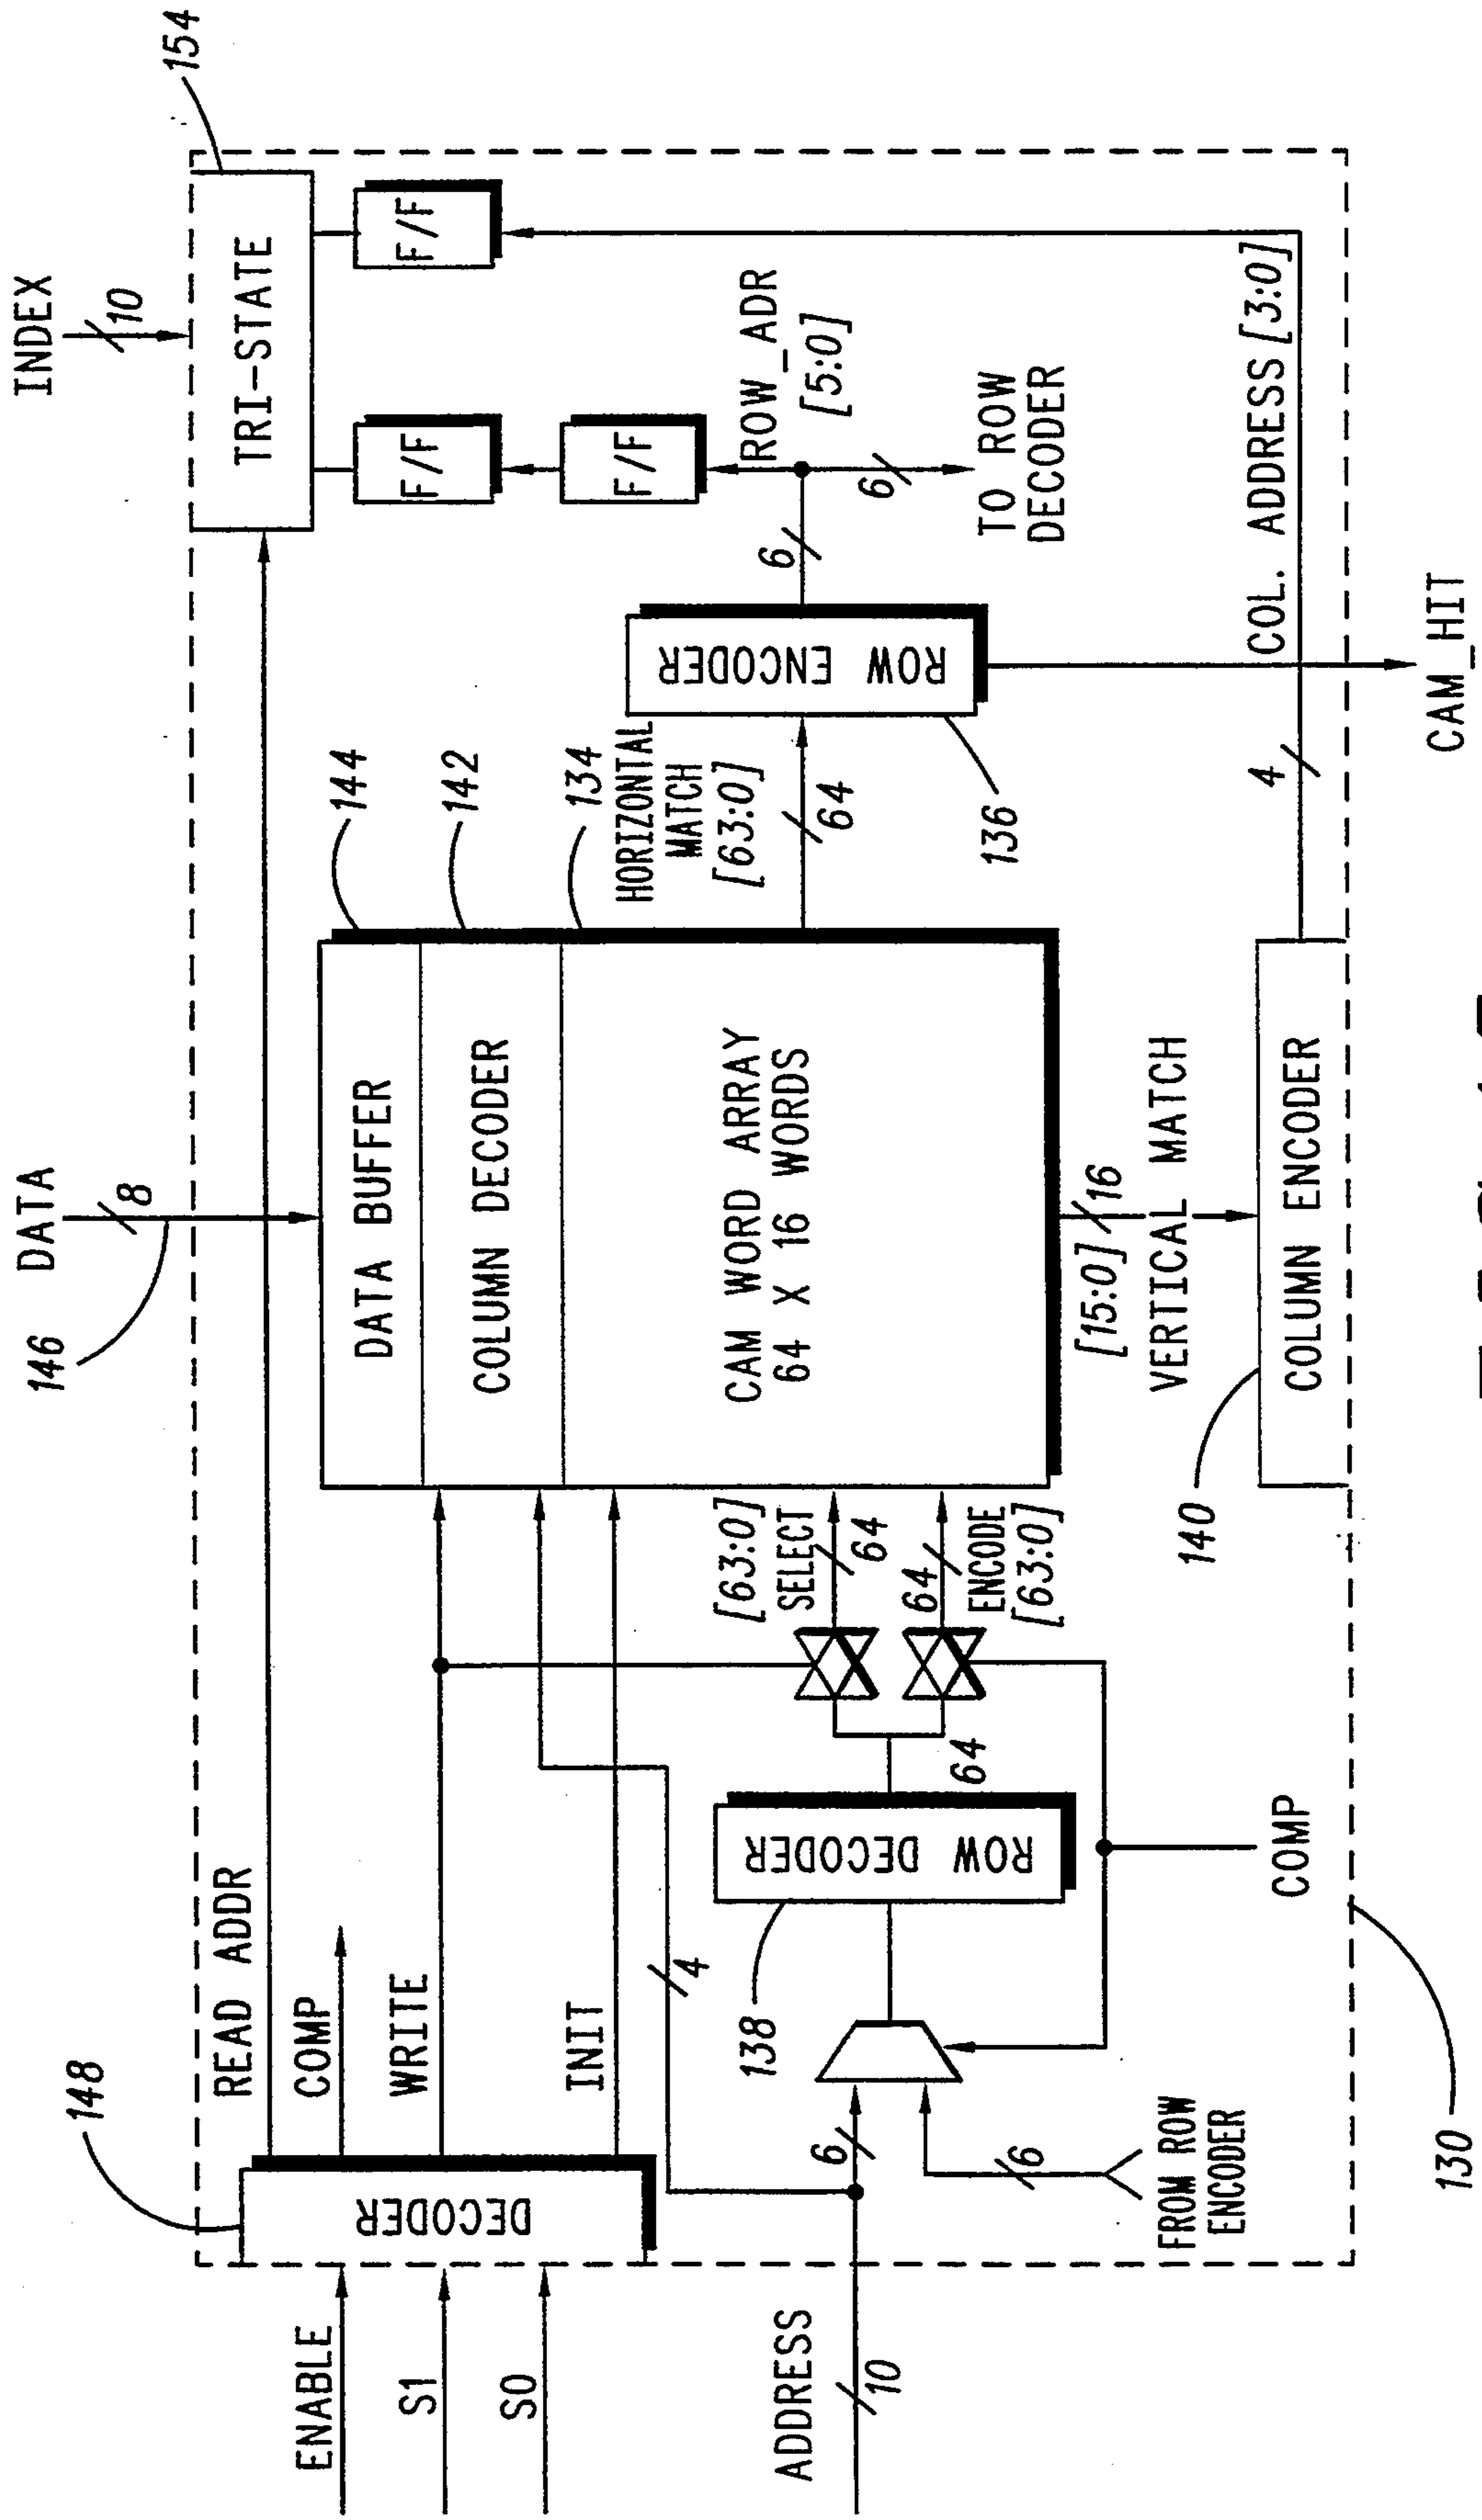 INDEX
10
154
TRI-STATE
F/F
F/F
F/F
ROW_ADR
[5:0]
6
6
TO ROW
DECODER
COL. ADDRESS [3:0]
ROW ENCODER
136
CAM_HIT
4
DATA
8
146
144
142
134
HORIZONTAL
MATCH
[63:0]
64
DATA BUFFER
COLUMN DECODER
CAM WORD ARRAY
64 X 16 WORDS
[15:0]
16
VERTICAL MATCH
COLUMN ENCODER
140
[63:0]
SELECT
64
64
ENCODE
[63:0]
64
ROW DECODER
138
COMP
READ ADDR
COMP
WRITE
INIT
4
148
DECODER
6
6
FROM ROW
ENCODER
130
ENABLE
S1
S0
ADDRESS
10